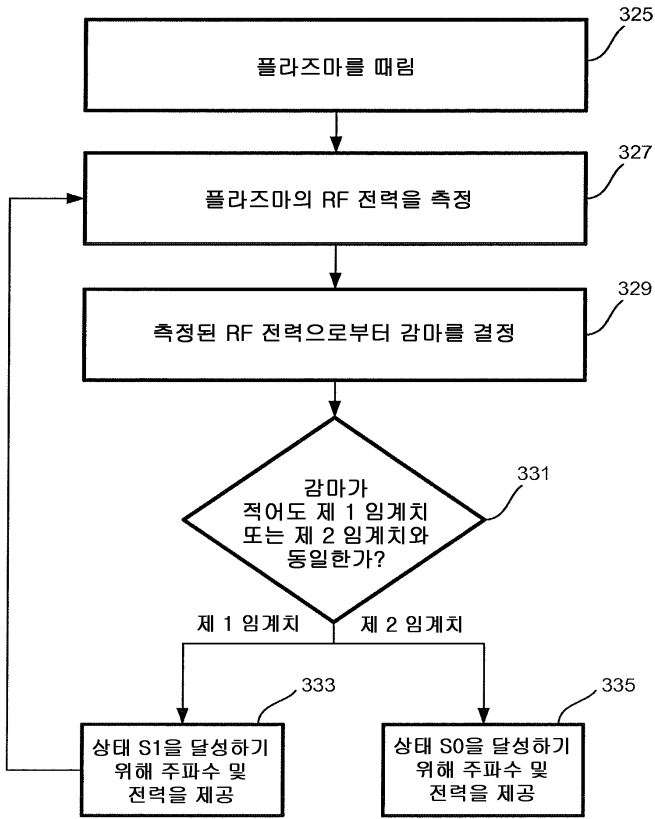 325
플라즈마를 때림
327
플라즈마의 RF 전력을 측정
329
측정된 RF 전력으로부터 감마를 결정
331
감마가
적어도 제 1 임계치
또는 제 2 임계치와
동일한가?
제 1 임계치
제 2 임계치
333
상태 S1을 달성하기
위해 주파수 및
전력을 제공
335
상태 S0을 달성하기
위해 주파수 및
전력을 제공